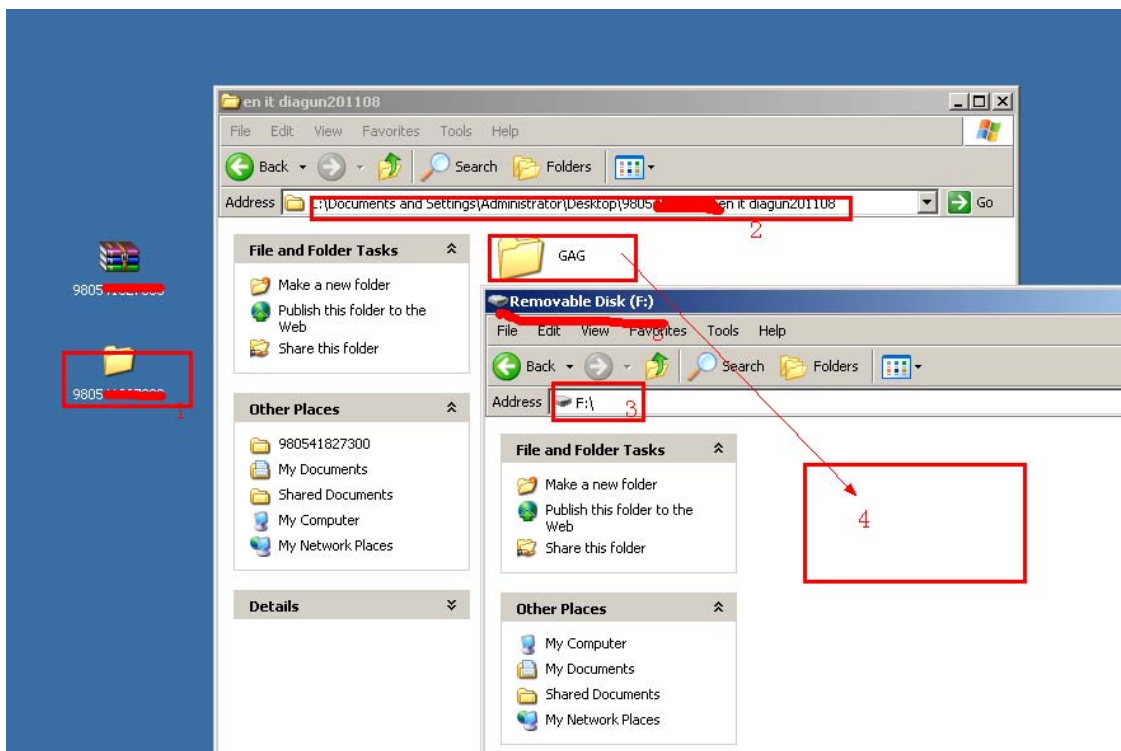 en it diagun201108
File Edit View Favorites Tools Help
Back Search Folders
Address :\Documents and Settings\Administrator\Desktop\9805 en it diagun201108 Go
2
File and Folder Tasks
Make a new folder
Publish this folder to the
Web
Share this folder
Other Places
980541827300
My Documents
Shared Documents
My Computer
My Network Places
Details
GAG
9805
9805
1
Removable Disk (F:)
File Edit View Favorites Tools Help
Back Search Folders
Address F:\
3
File and Folder Tasks
Make a new folder
Publish this folder to the
Web
Share this folder
Other Places
My Computer
My Documents
Shared Documents
My Network Places
4